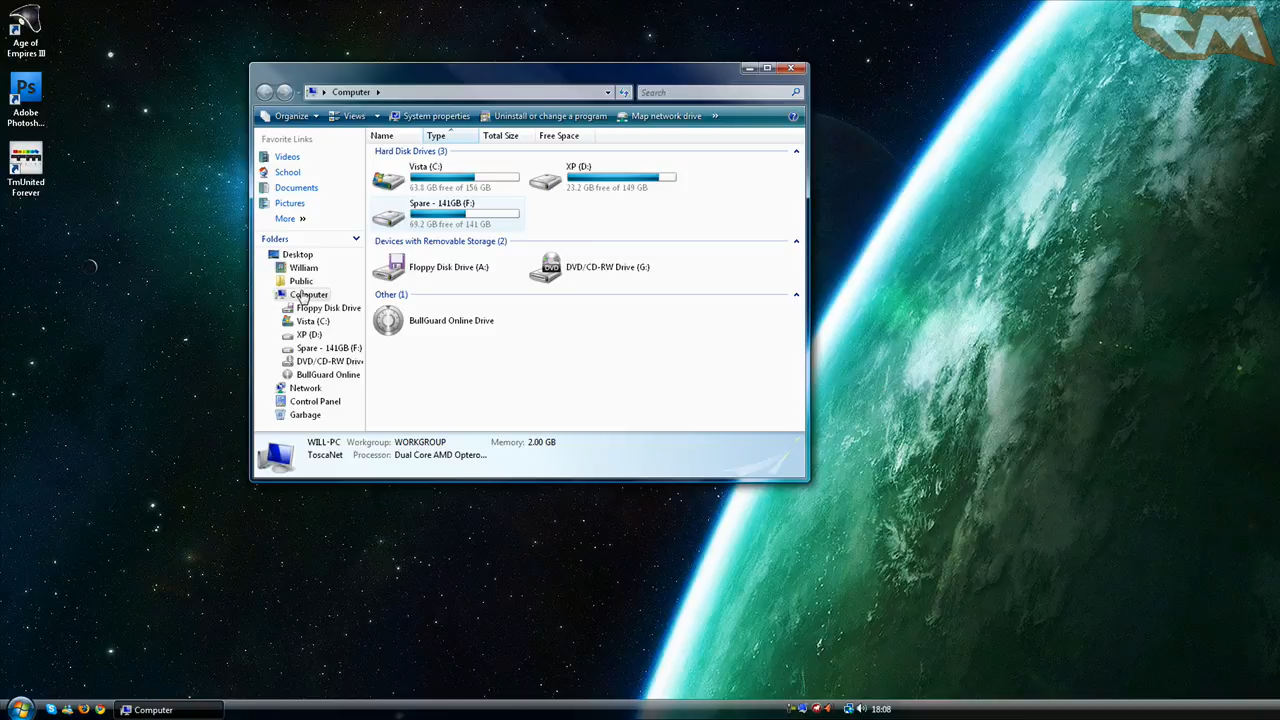 Age of
Empires III
Ps
Adobe
Photosh...
TmUnited
Forever
TM
Computer
Search
Organize Views System properties Uninstall or change a program Map network drive »
Favorite Links
Videos
School
Documents
Pictures
More »
Folders
Desktop
William
Public
Computer
Floppy Disk Drive
Vista (C:)
XP (D:)
Spare - 141GB (F:)
DVD/CD-RW Drive
BullGuard Online
Network
Control Panel
Garbage
Name Type Total Size Free Space
Hard Disk Drives (3)
Vista (C:)
63.8 GB free of 156 GB
XP (D:)
23.2 GB free of 149 GB
Spare - 141GB (F:)
69.2 GB free of 141 GB
Devices with Removable Storage (2)
Floppy Disk Drive (A:)
DVD
DVD/CD-RW Drive (G:)
Other (1)
BullGuard Online Drive
WILL-PC Workgroup: WORKGROUP Memory: 2.00 GB
ToscaNet Processor: Dual Core AMD Optero...
Computer
18:08